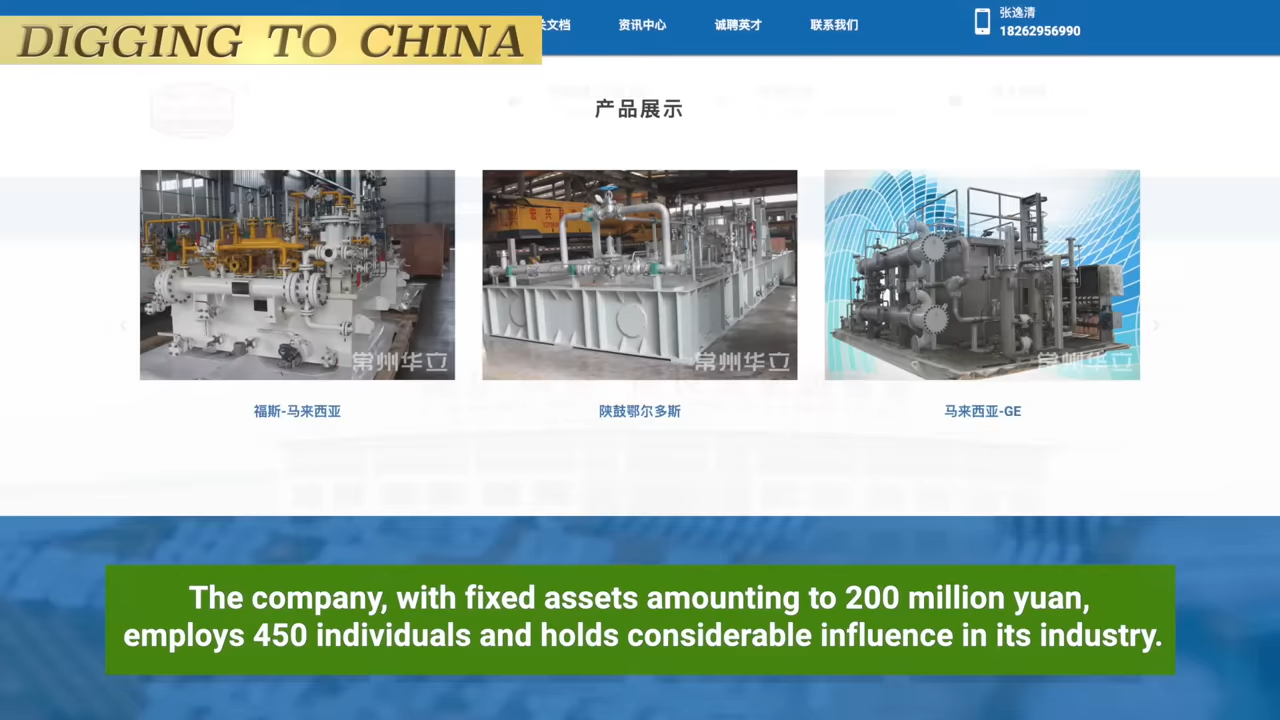 DIGGING TO CHINA
关文档
资讯中心
诚聘英才
联系我们
张逸清
18262956990
产品展示
常州华立
常州华立
常州华立
福斯-马来西亚
陕鼓鄂尔多斯
马来西亚-GE
The company, with fixed assets amounting to 200 million yuan,
employs 450 individuals and holds considerable influence in its industry.